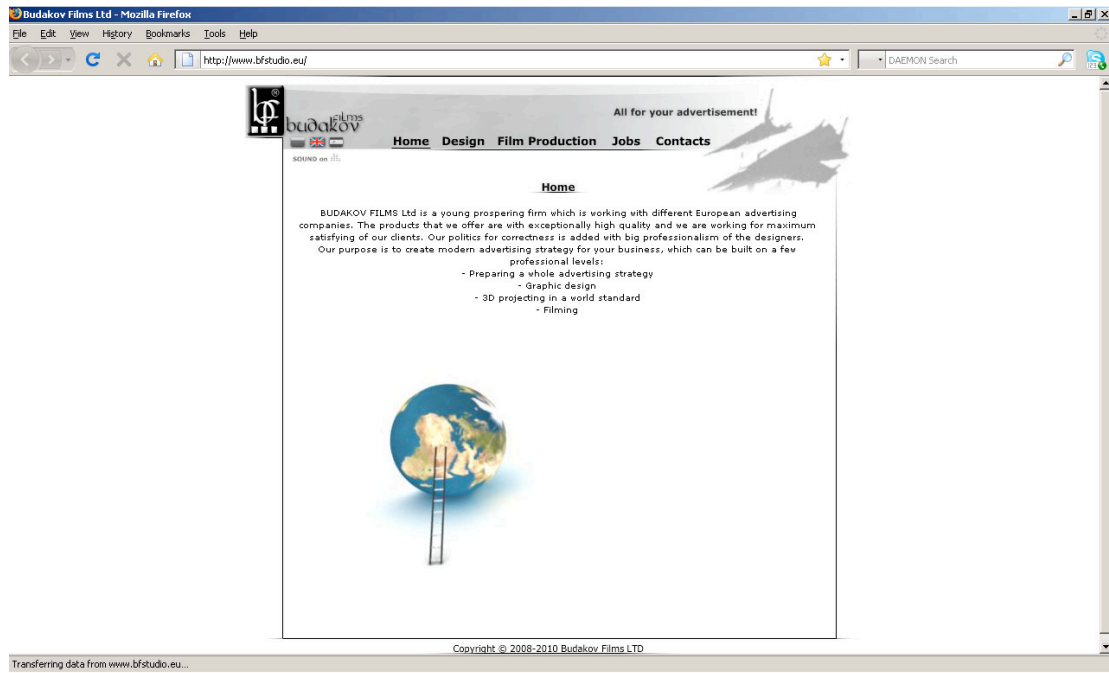 Budakov Films Ltd - Mozilla Firefox
File Edit View History Bookmarks Tools Help
http://www.bfstudio.eu/
DAEMON Search
bf
®
budakov films
All for your advertisement!
Home Design Film Production Jobs Contacts
SOUND on
Home
BUDAKOV FILMS Ltd is a young prospering firm which is working with different European advertising
companies. The products that we offer are with exceptionally high quality and we are working for maximum
satisfying of our clients. Our politics for correctness is added with big professionalism of the designers.
Our purpose is to create modern advertising strategy for your business, which can be built on a few
professional levels:
- Preparing a whole advertising strategy
- Graphic design
- 3D projecting in a world standard
- Filming
Copyright © 2008-2010 Budakov Films LTD
Transferring data from www.bfstudio.eu...